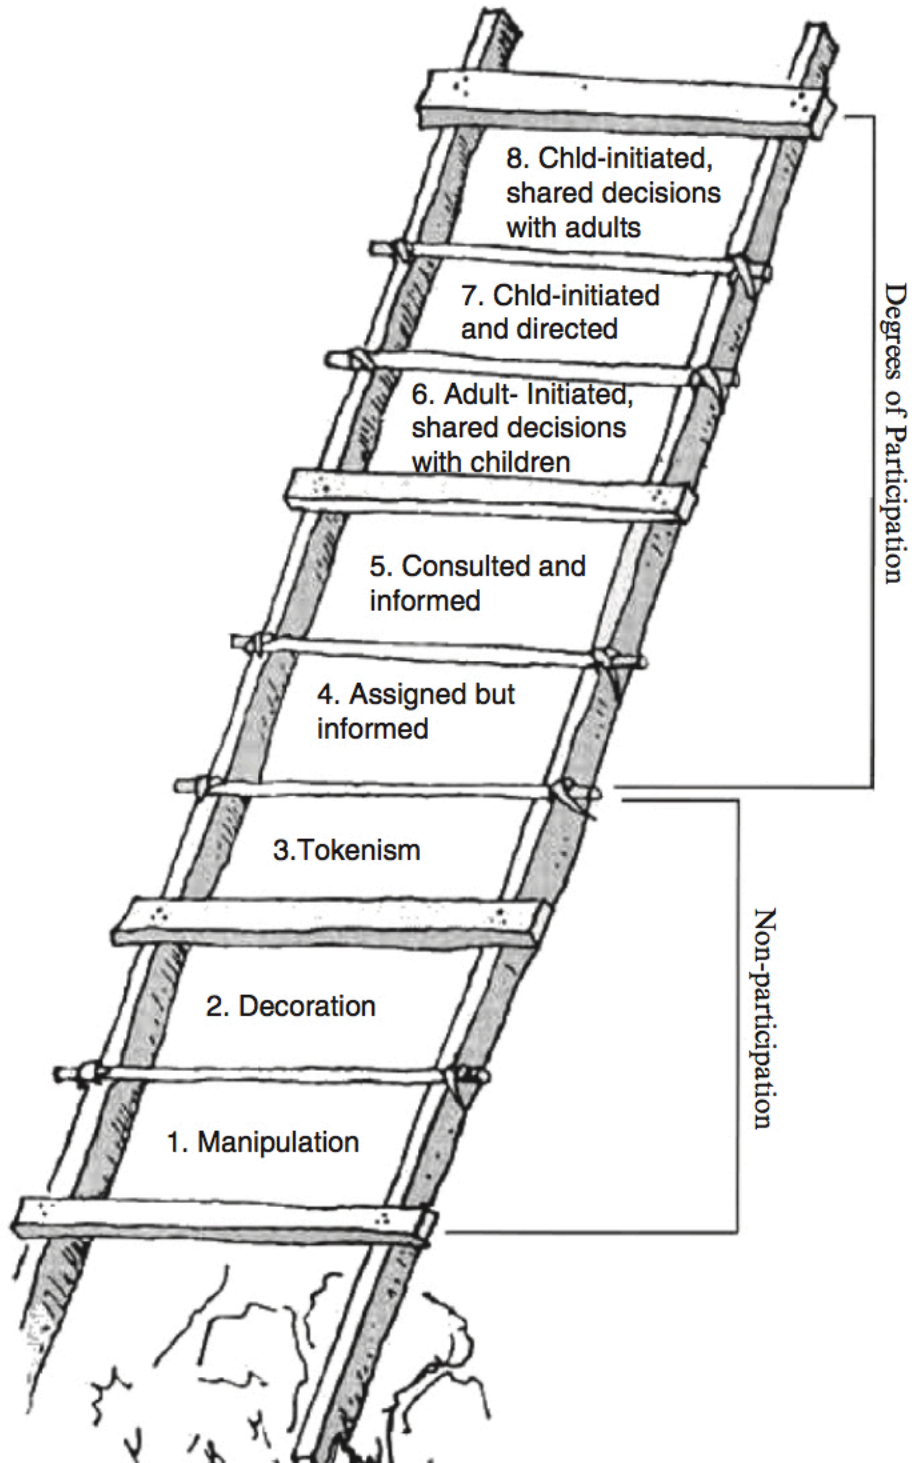 8. Chld-initiated,
shared decisions
with adults
7. Chld-initiated
and directed
6. Adult- Initiated,
shared decisions
with children
5. Consulted and
informed
4. Assigned but
informed
3.Tokenism
2. Decoration
1. Manipulation
Degrees of Participation
Non-participation